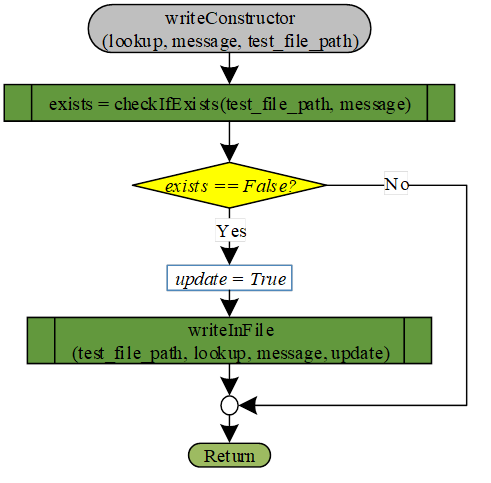 writeConstructor
(lookup, message, test_file_path)
exists = checkIfExists(test_file_path, message)
exists == False?
No
Yes
update = True
writeInFile
(test_file_path, lookup, message, update)
Return